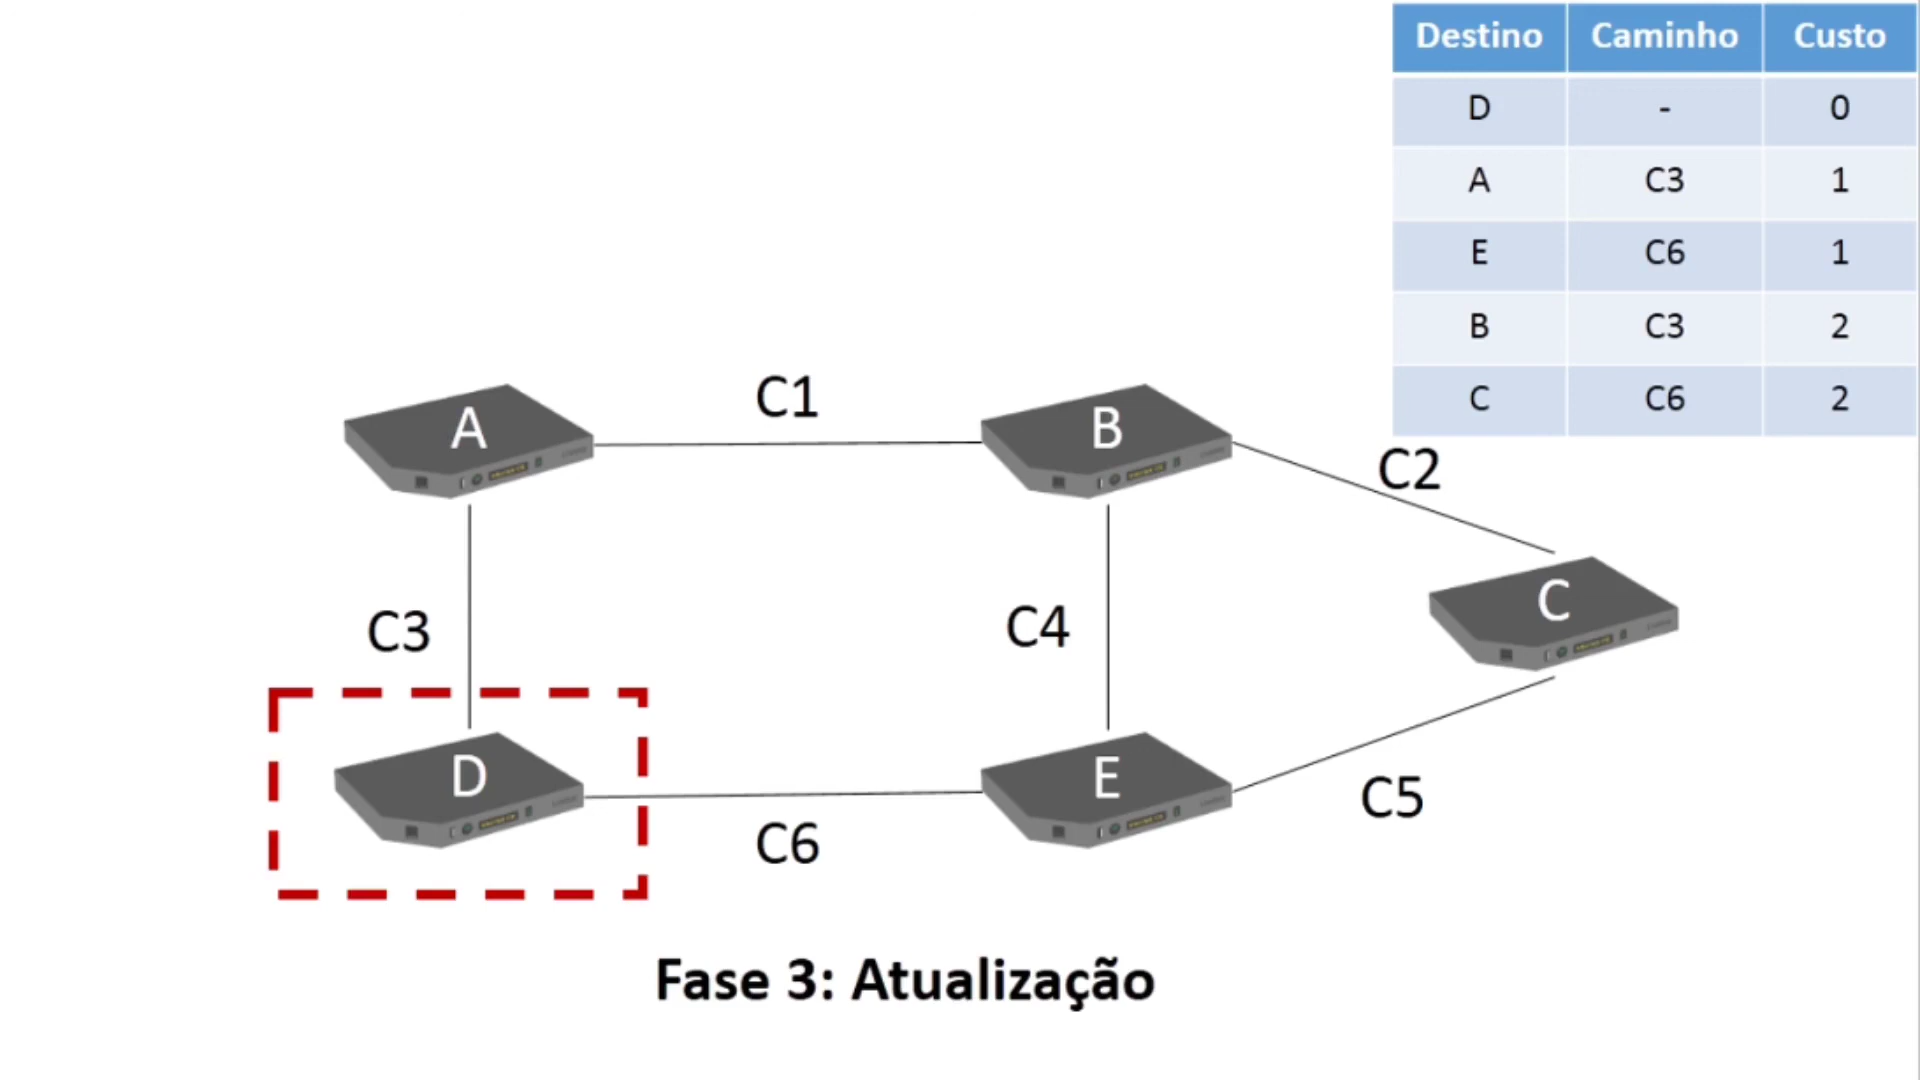 Destino Caminho Custo
D - 0
A C3 1
E C6 1
B C3 2
C C6 2
C1
A
B
C2
C
C3
C4
D
E
C5
C6
Fase 3: Atualização